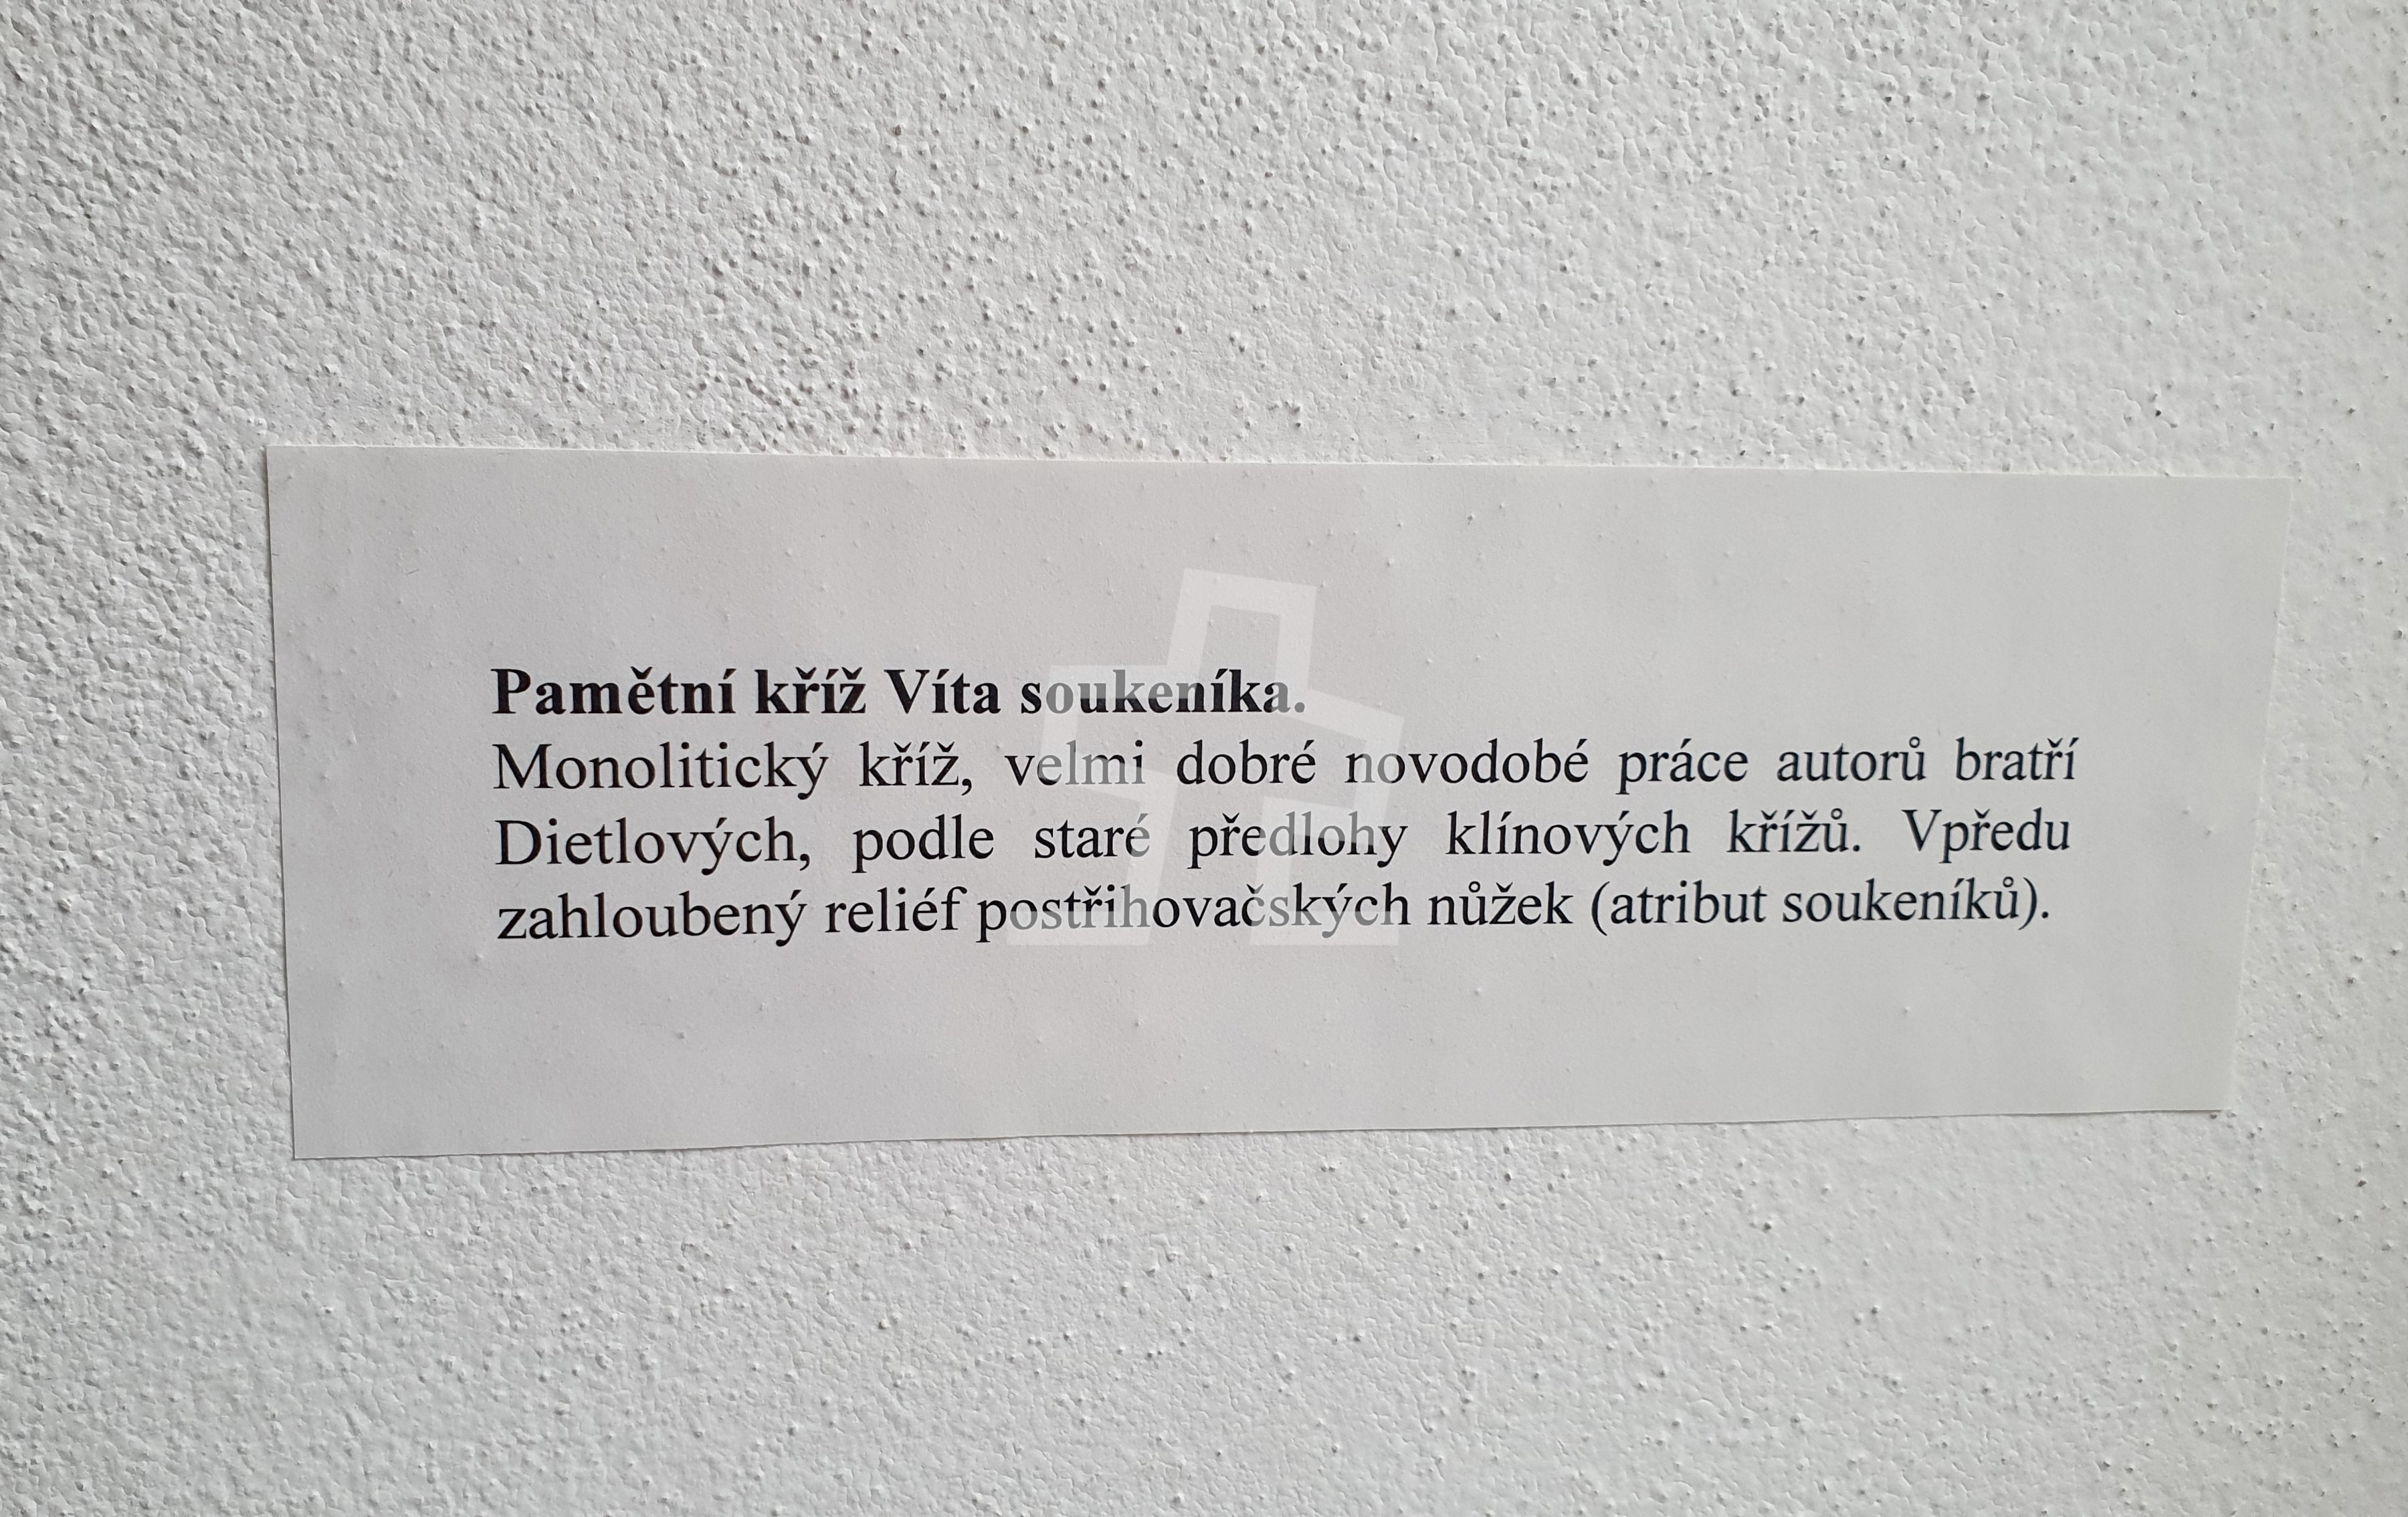 Pamětní kříž Víta soukeníka.
Monolitický kříž, velmi dobré novodobé práce autorů bratří
Dietlových, podle staré předlohy klínových křížů. Vpředu
zahloubený reliéf postřihovačských nůžek (atribut soukeníků).